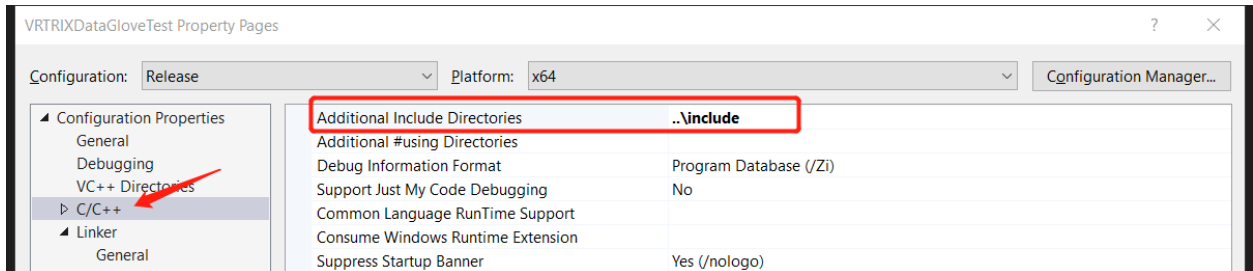 VRTRIXDataGloveTest Property Pages ? ×
Configuration: Release Platform: x64 Configuration Manager...
Configuration Properties
General
Debugging
VC++ Directories
C/C++
Linker
General
Additional Include Directories ..\include
Additional #using Directories
Debug Information Format Program Database (/Zi)
Support Just My Code Debugging No
Common Language RunTime Support
Consume Windows Runtime Extension
Suppress Startup Banner Yes (/nologo)